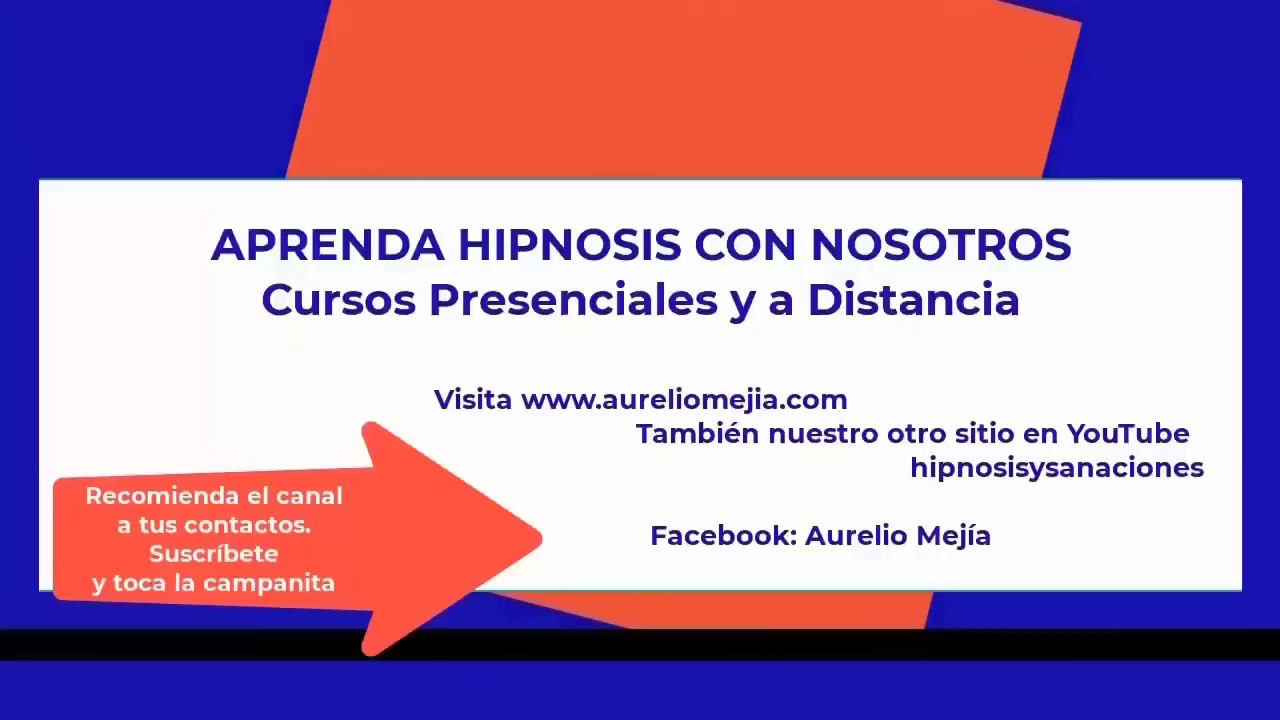 APRENDA HIPNOSIS CON NOSOTROS
Cursos Presenciales y a Distancia
Visita www.aureliomejia.com
También nuestro otro sitio en YouTube
hipnosisysanaciones
Facebook: Aurelio Mejía
Recomienda el canal
a tus contactos.
Suscríbete
y toca la campanita